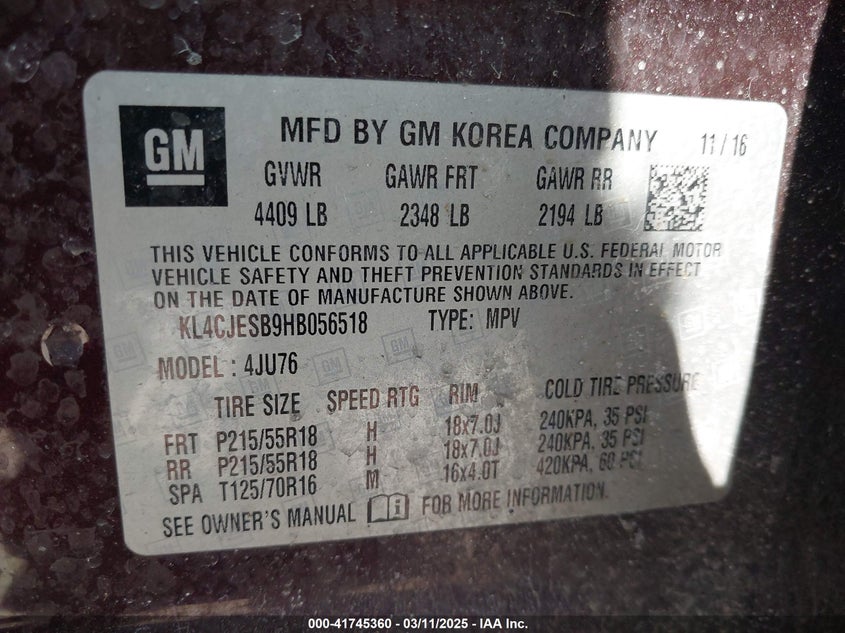 GM
MFD BY GM KOREA COMPANY 11 / 16
GVWR GAWR FRT GAWR RR
4409 LB 2348 LB 2194 LB
THIS VEHICLE CONFORMS TO ALL APPLICABLE U.S. FEDERAL MOTOR
VEHICLE SAFETY AND THEFT PREVENTION STANDARDS IN EFFECT
ON THE DATE OF MANUFACTURE SHOWN ABOVE.
KL4CJESB9HB056518 TYPE: MPV
MODEL : 4JU76
TIRE SIZE SPEED RTG RIM COLD TIRE PRESSURE
FRT P215/55R18 H 18x7.0J 240KPA, 35 PSI
RR P215/55R18 H 18x7.0J 240KPA, 35 PSI
SPA T125/70R16 M 16x4.0T 420KPA, 60 PSI
SEE OWNER'S MANUAL i FOR MORE INFORMATION.
000-41745360 - 03/11/2025 - IAA Inc.